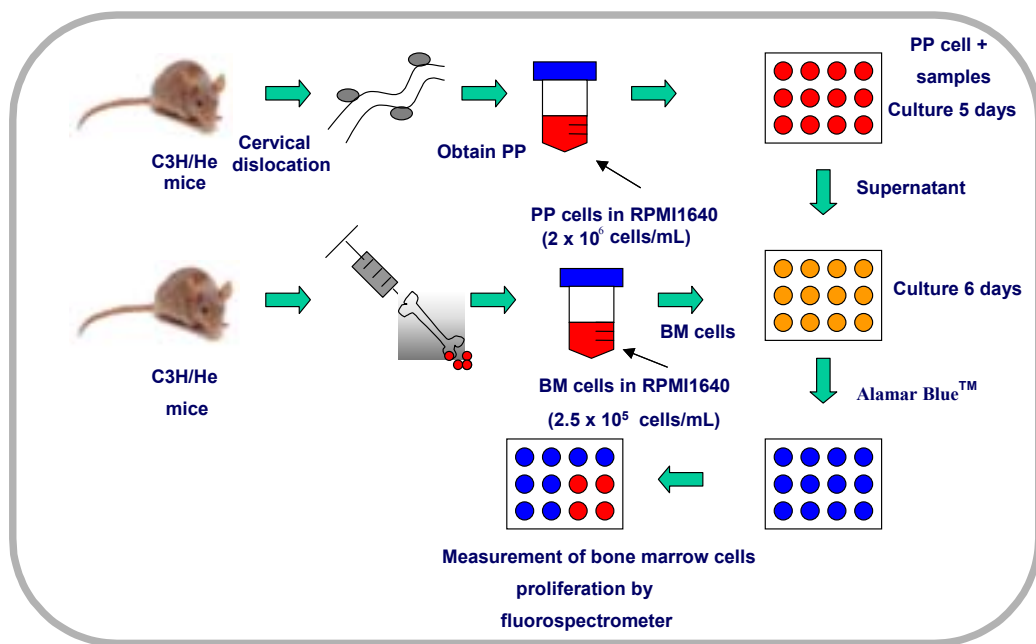 C3H/He
mice
Cervical
dislocation
Obtain PP
PP cells in RPMI1640
(2 x 10⁶ cells/mL)
PP cell +
samples
Culture 5 days
Supernatant
C3H/He
mice
BM cells in RPMI1640
(2.5 x 10⁵ cells/mL)
BM cells
Culture 6 days
Alamar Blue™
Measurement of bone marrow cells
proliferation by
fluorospectrometer